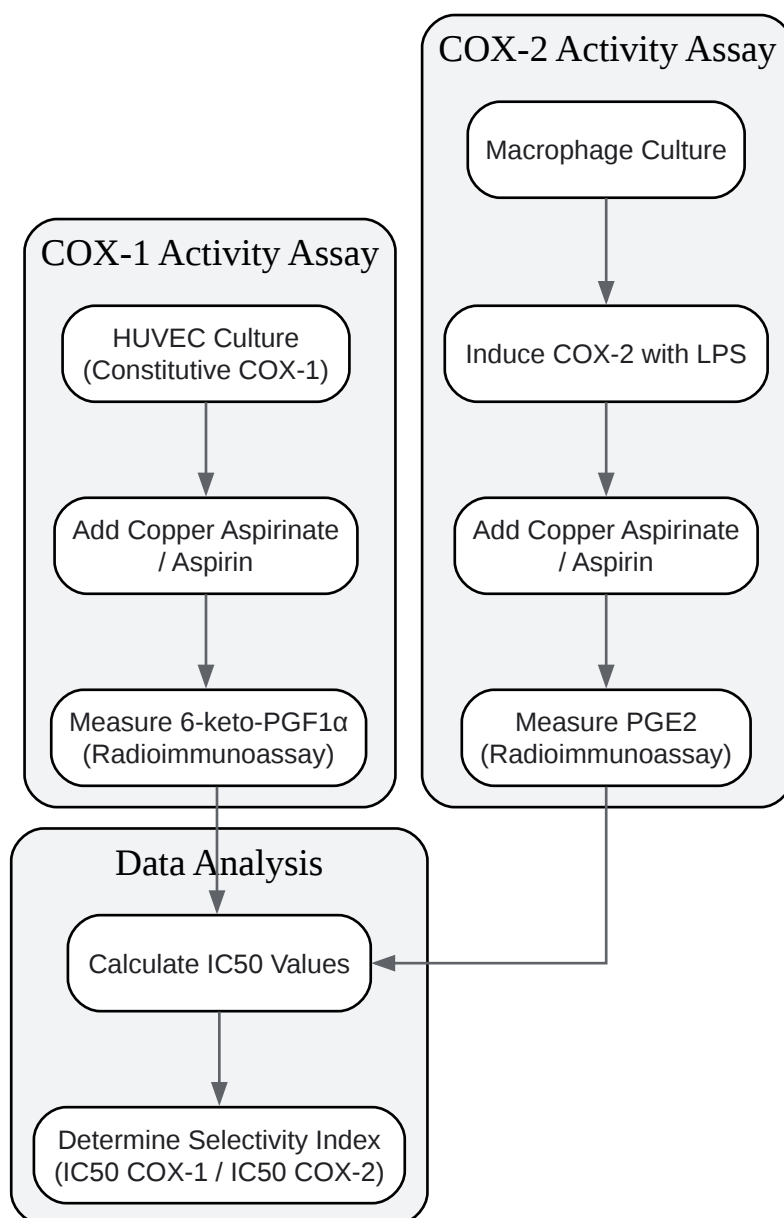 COX-2 Activity Assay
Macrophage Culture
Induce COX-2 with LPS
Add Copper Aspirinate
/ Aspirin
Measure PGE2
(Radioimmunoassay)
COX-1 Activity Assay
HUVEC Culture
(Constitutive COX-1)
Add Copper Aspirinate
/ Aspirin
Measure 6-keto-PGF1α
(Radioimmunoassay)
Data Analysis
Calculate IC50 Values
Determine Selectivity Index
(IC50 COX-1 / IC50 COX-2)